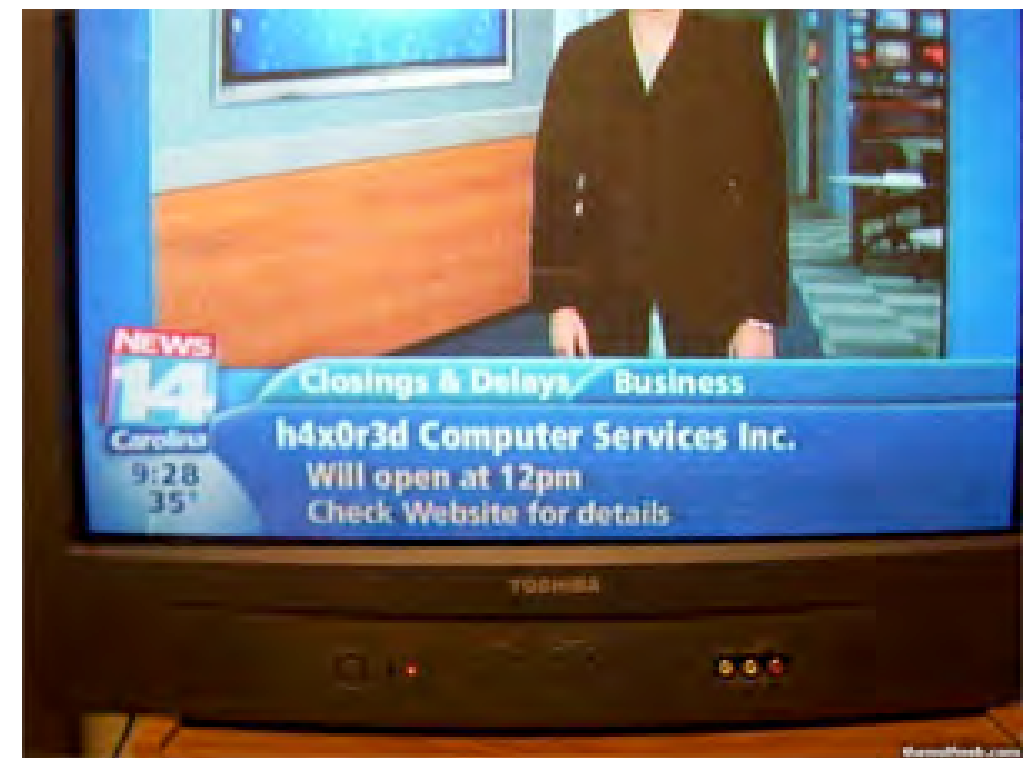 NEWS
14
Carolina
9:28
35°
Closings & Delays
Business
h4x0r3d Computer Services Inc.
Will open at 12pm
Check Website for details
TOSHIBA